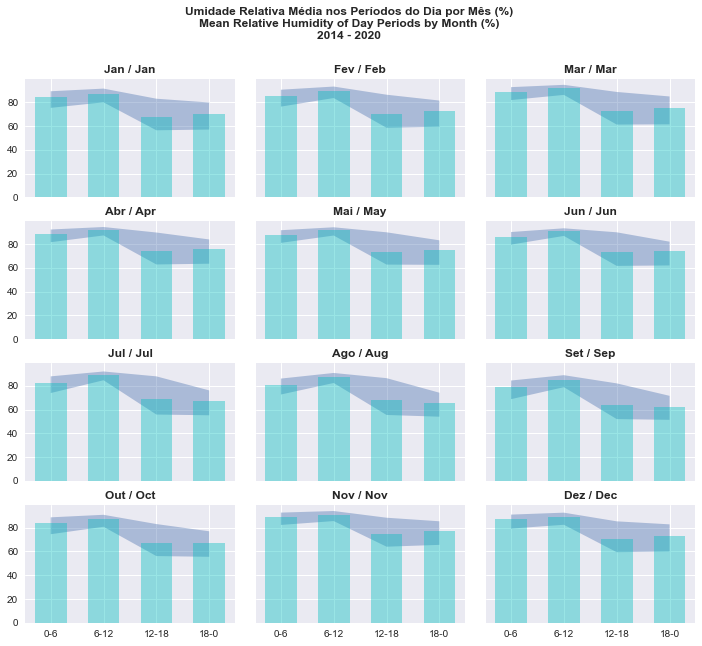 Umidade Relativa Média nos Períodos do Dia por Mês (%)
Mean Relative Humidity of Day Periods by Month (%)
2014 - 2020
Jan / Jan
Fev / Feb
Mar / Mar
80
60
40
20
0
Abr / Apr
Mai / May
Jun / Jun
80
60
40
20
0
Jul / Jul
Ago / Aug
Set / Sep
80
60
40
20
0
Out / Oct
Nov / Nov
Dez / Dec
80
60
40
20
0
0-6 6-12 12-18 18-0
0-6 6-12 12-18 18-0
0-6 6-12 12-18 18-0